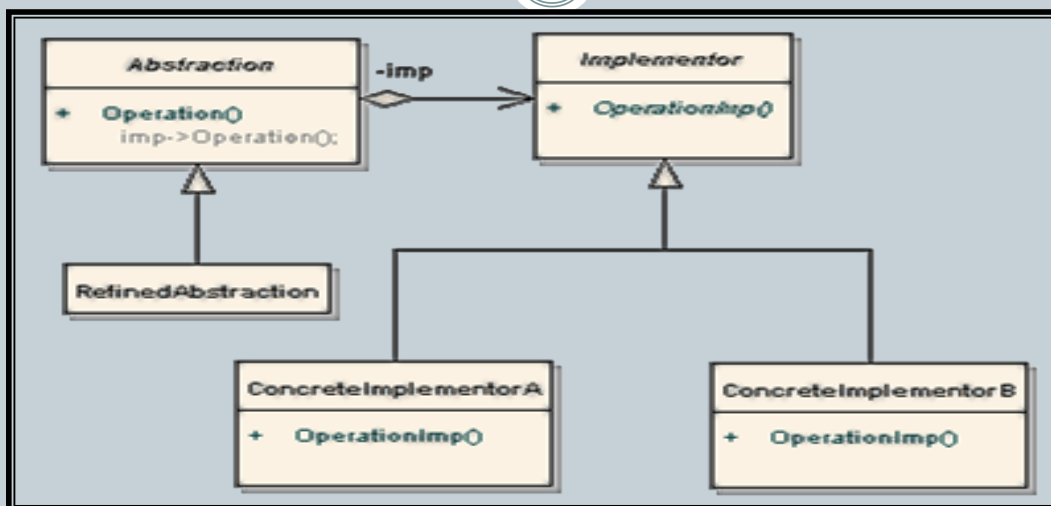 Abstraction
+ Operation()
imp->Operation();
-imp
Implementor
+ OperationImp()
RefinedAbstraction
ConcreteImplementorA
+ OperationImp()
ConcreteImplementorB
+ OperationImp()